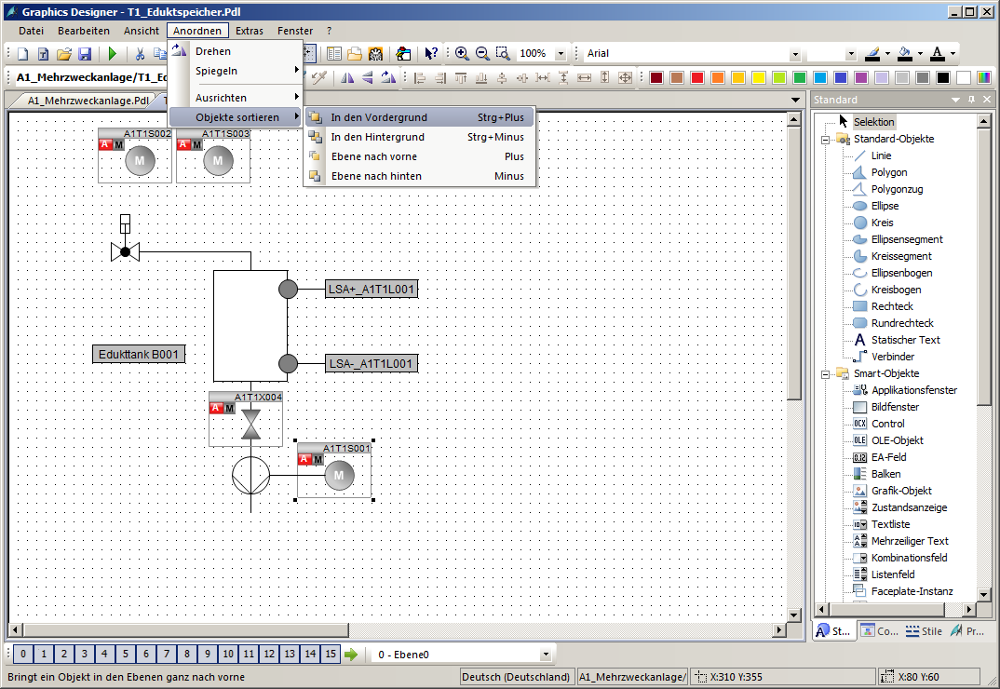 Graphics Designer - T1_Eduktspeicher.Pdl
Datei Bearbeiten Ansicht Anordnen Extras Fenster ?
100% Arial
A1_Mehrzweckanlage/T1_Ed
A1_Mehrzweckanlage.Pdl
Drehen
Spiegeln
Ausrichten
Objekte sortieren
In den Vordergrund Strg+Plus
In den Hintergrund Strg+Minus
Ebene nach vorne Plus
Ebene nach hinten Minus
A1T1S002 A1T1S003
A M A M
M M
LSA+_A1T1L001
Edukttank B001
LSA-_A1T1L001
A1T1X004
A M
A1T1S001
A M
M
Standard
Selektion
Standard-Objekte
Linie
Polygon
Polygonzug
Ellipse
Kreis
Ellipsensegment
Kreissegment
Ellipsenbogen
Kreisbogen
Rechteck
Rundrechteck
A Statischer Text
Verbinder
Smart-Objekte
Applikationsfenster
Bildfenster
OCX Control
OLE OLE-Objekt
0.12 EA-Feld
Balken
Grafik-Objekt
Zustandsanzeige
Textliste
Mehrzeiliger Text
Kombinationsfeld
Listenfeld
Faceplate-Instanz
St... Co... Stile Pr...
0 1 2 3 4 5 6 7 8 9 10 11 12 13 14 15 0 - Ebene0
Bringt ein Objekt in den Ebenen ganz nach vorne Deutsch (Deutschland) A1_Mehrzweckanlage/ X:310 Y:355 X:80 Y:60